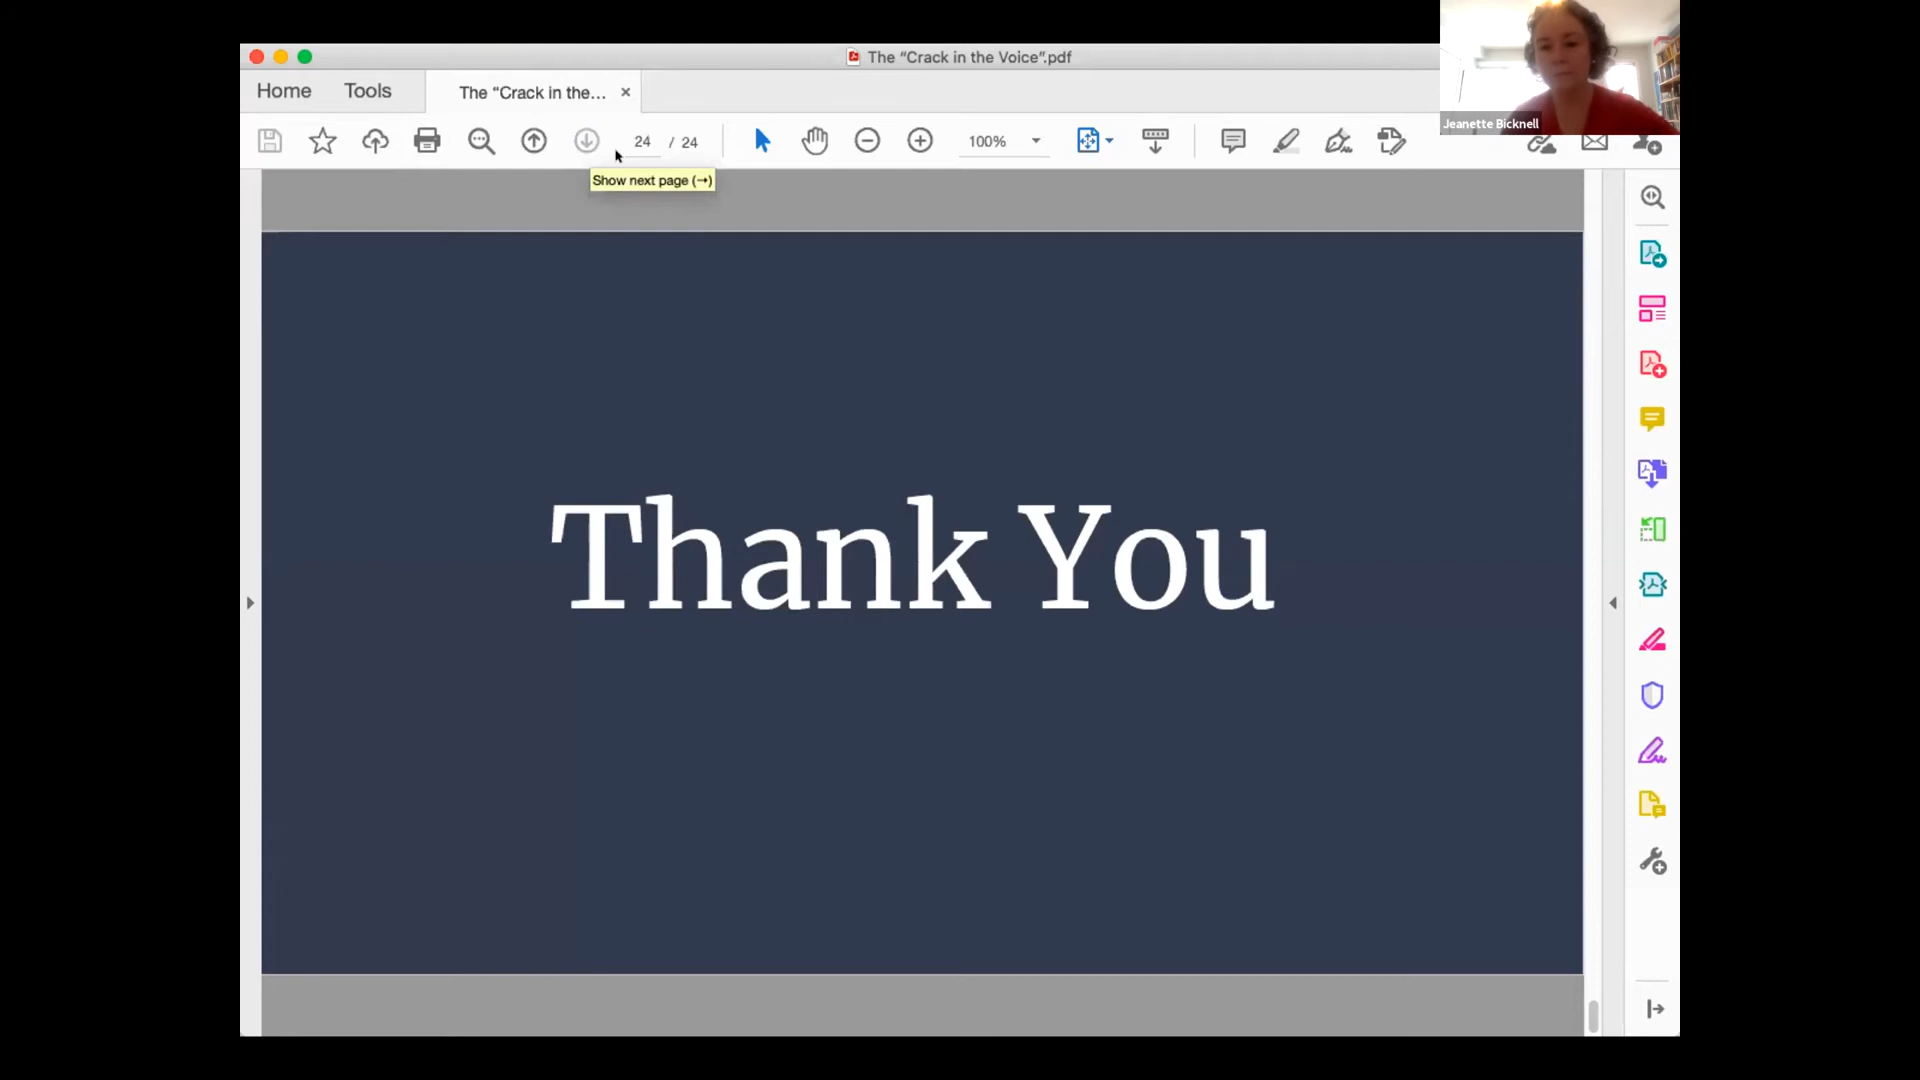 The “Crack in the Voice”.pdf
Home
Tools
The “Crack in the...
Jeanette Bicknell
24 / 24
100%
Show next page (→)
Thank You